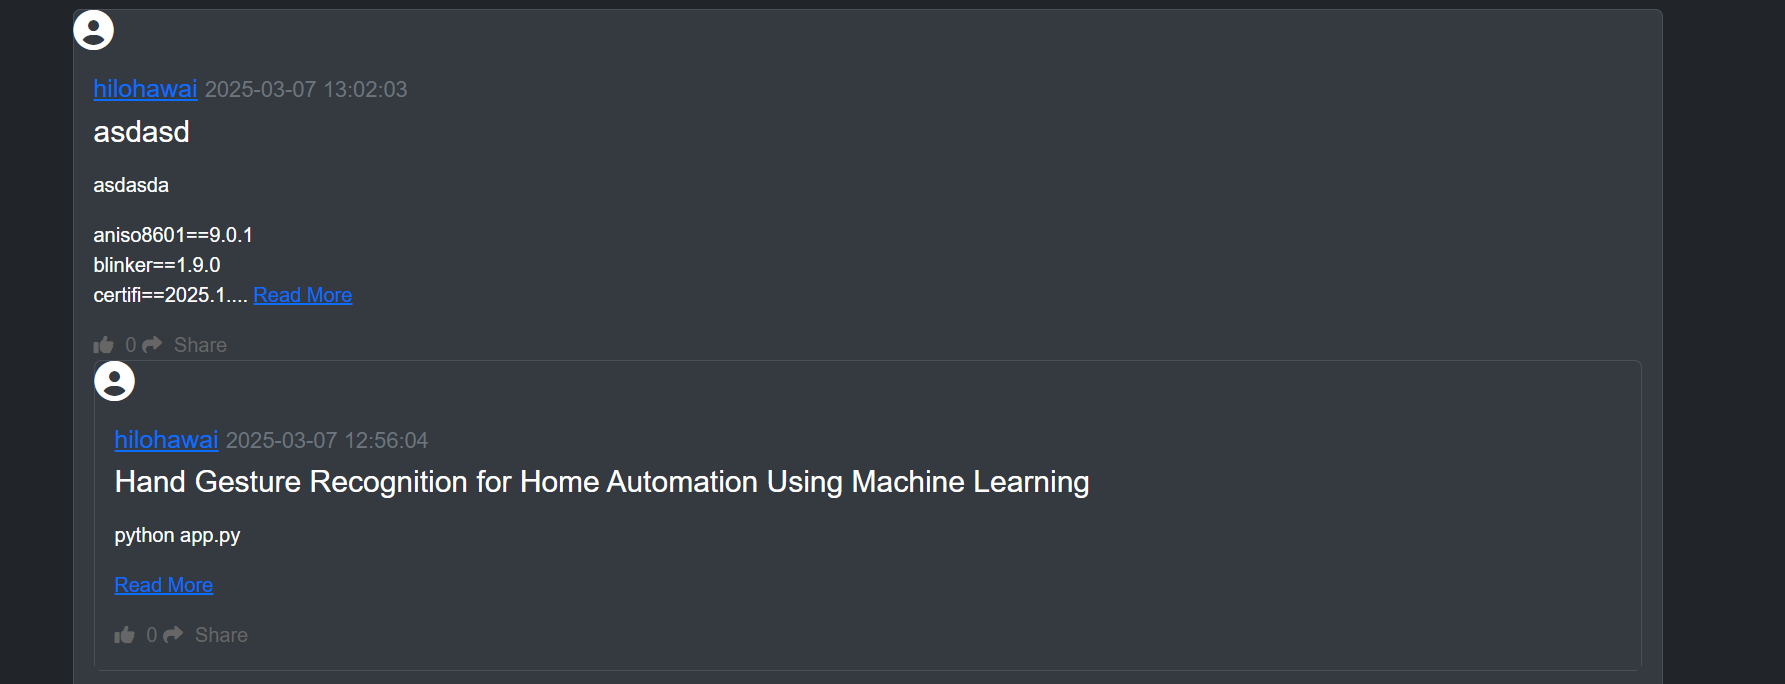 hilohawai 2025-03-07 13:02:03
asdasd
asdasda
aniso8601==9.0.1
blinker==1.9.0
certifi==2025.1.... Read More
0 Share
hilohawai 2025-03-07 12:56:04
Hand Gesture Recognition for Home Automation Using Machine Learning
python app.py
Read More
0 Share